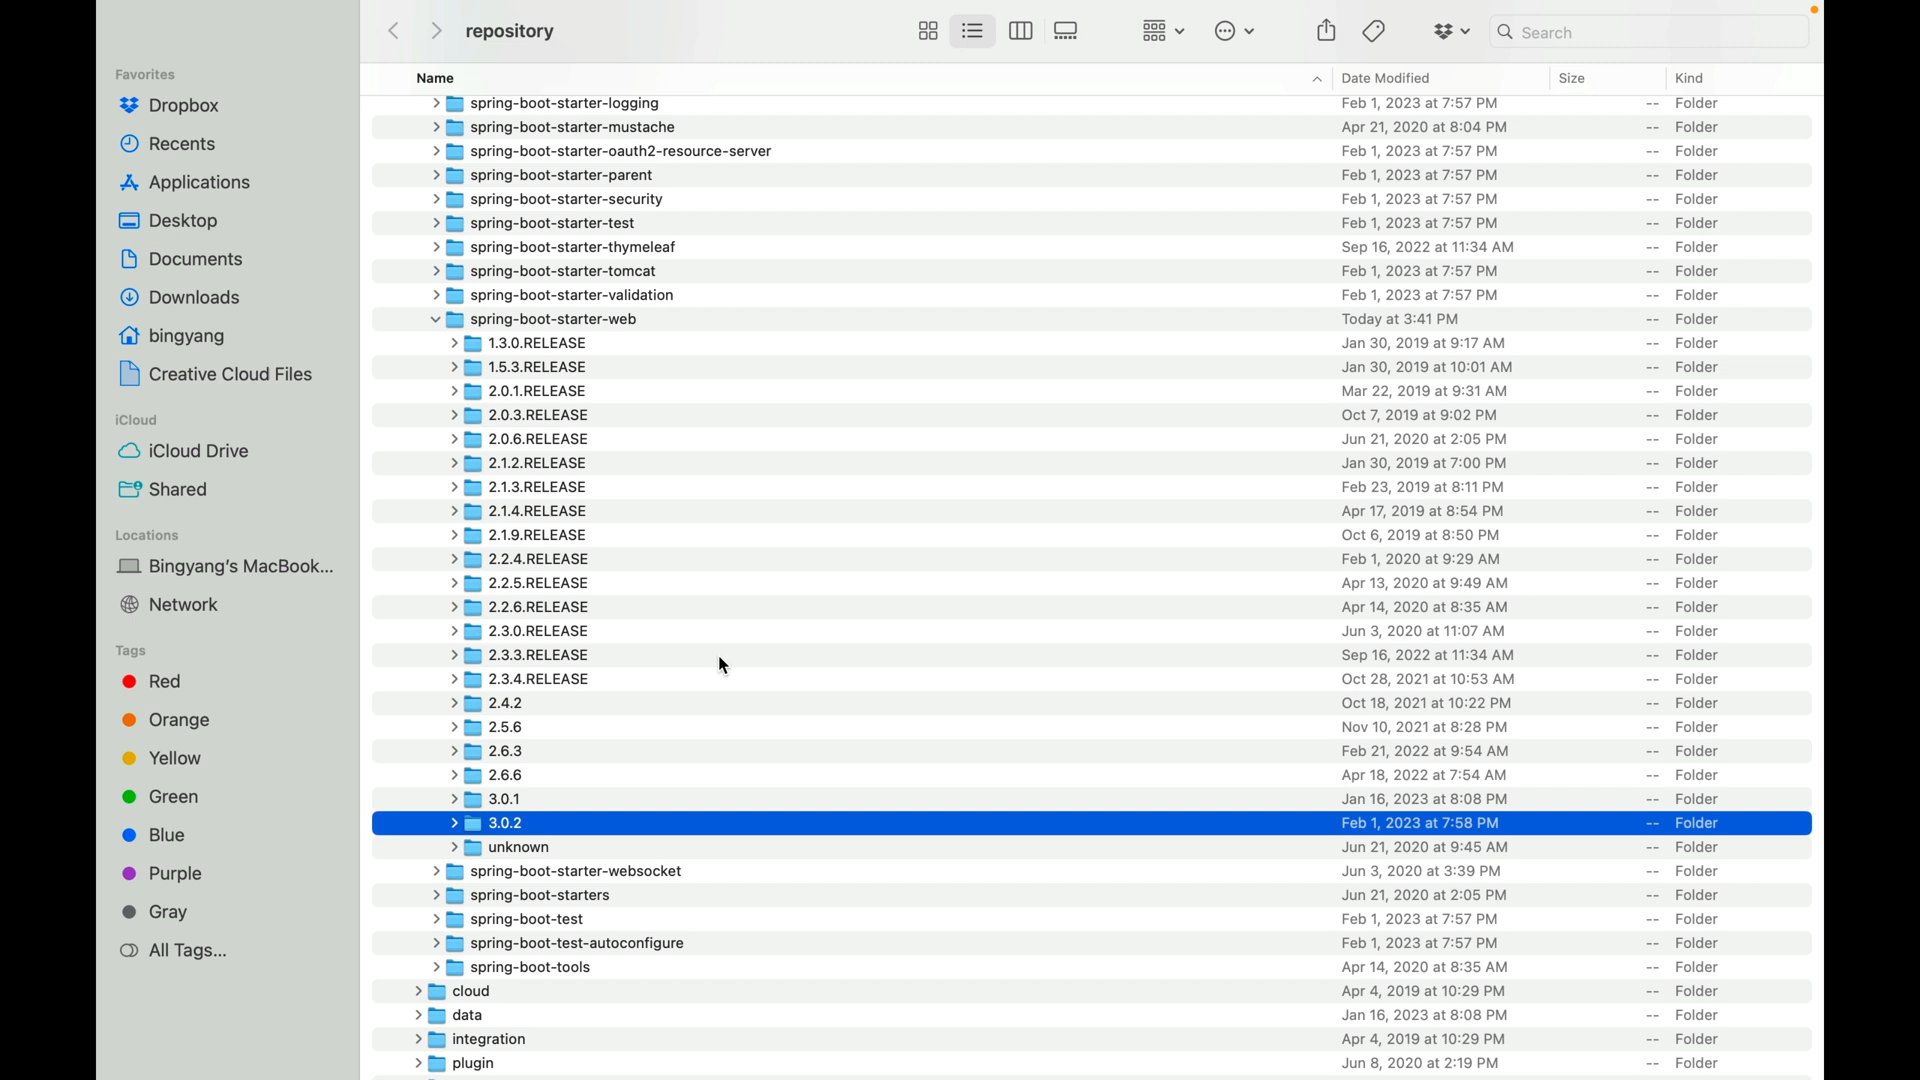 repository
Search
Favorites
Dropbox
Recents
Applications
Desktop
Documents
Downloads
bingyang
Creative Cloud Files
iCloud
iCloud Drive
Shared
Locations
Bingyang's MacBook...
Network
Tags
Red
Orange
Yellow
Green
Blue
Purple
Gray
All Tags...
Name Date Modified Size Kind
spring-boot-starter-logging Feb 1, 2023 at 7:57 PM -- Folder
spring-boot-starter-mustache Apr 21, 2020 at 8:04 PM -- Folder
spring-boot-starter-oauth2-resource-server Feb 1, 2023 at 7:57 PM -- Folder
spring-boot-starter-parent Feb 1, 2023 at 7:57 PM -- Folder
spring-boot-starter-security Feb 1, 2023 at 7:57 PM -- Folder
spring-boot-starter-test Feb 1, 2023 at 7:57 PM -- Folder
spring-boot-starter-thymeleaf Sep 16, 2022 at 11:34 AM -- Folder
spring-boot-starter-tomcat Feb 1, 2023 at 7:57 PM -- Folder
spring-boot-starter-validation Feb 1, 2023 at 7:57 PM -- Folder
spring-boot-starter-web Today at 3:41 PM -- Folder
1.3.0.RELEASE Jan 30, 2019 at 9:17 AM -- Folder
1.5.3.RELEASE Jan 30, 2019 at 10:01 AM -- Folder
2.0.1.RELEASE Mar 22, 2019 at 9:31 AM -- Folder
2.0.3.RELEASE Oct 7, 2019 at 9:02 PM -- Folder
2.0.6.RELEASE Jun 21, 2020 at 2:05 PM -- Folder
2.1.2.RELEASE Jan 30, 2019 at 7:00 PM -- Folder
2.1.3.RELEASE Feb 23, 2019 at 8:11 PM -- Folder
2.1.4.RELEASE Apr 17, 2019 at 8:54 PM -- Folder
2.1.9.RELEASE Oct 6, 2019 at 8:50 PM -- Folder
2.2.4.RELEASE Feb 1, 2020 at 9:29 AM -- Folder
2.2.5.RELEASE Apr 13, 2020 at 9:49 AM -- Folder
2.2.6.RELEASE Apr 14, 2020 at 8:35 AM -- Folder
2.3.0.RELEASE Jun 3, 2020 at 11:07 AM -- Folder
2.3.3.RELEASE Sep 16, 2022 at 11:34 AM -- Folder
2.3.4.RELEASE Oct 28, 2021 at 10:53 AM -- Folder
2.4.2 Oct 18, 2021 at 10:22 PM -- Folder
2.5.6 Nov 10, 2021 at 8:28 PM -- Folder
2.6.3 Feb 21, 2022 at 9:54 AM -- Folder
2.6.6 Apr 18, 2022 at 7:54 AM -- Folder
3.0.1 Jan 16, 2023 at 8:08 PM -- Folder
3.0.2 Feb 1, 2023 at 7:58 PM -- Folder
unknown Jun 21, 2020 at 9:45 AM -- Folder
spring-boot-starter-websocket Jun 3, 2020 at 3:39 PM -- Folder
spring-boot-starters Jun 21, 2020 at 2:05 PM -- Folder
spring-boot-test Feb 1, 2023 at 7:57 PM -- Folder
spring-boot-test-autoconfigure Feb 1, 2023 at 7:57 PM -- Folder
spring-boot-tools Apr 14, 2020 at 8:35 AM -- Folder
cloud Apr 4, 2019 at 10:29 PM -- Folder
data Jan 16, 2023 at 8:08 PM -- Folder
integration Apr 4, 2019 at 10:29 PM -- Folder
plugin Jun 8, 2020 at 2:19 PM -- Folder